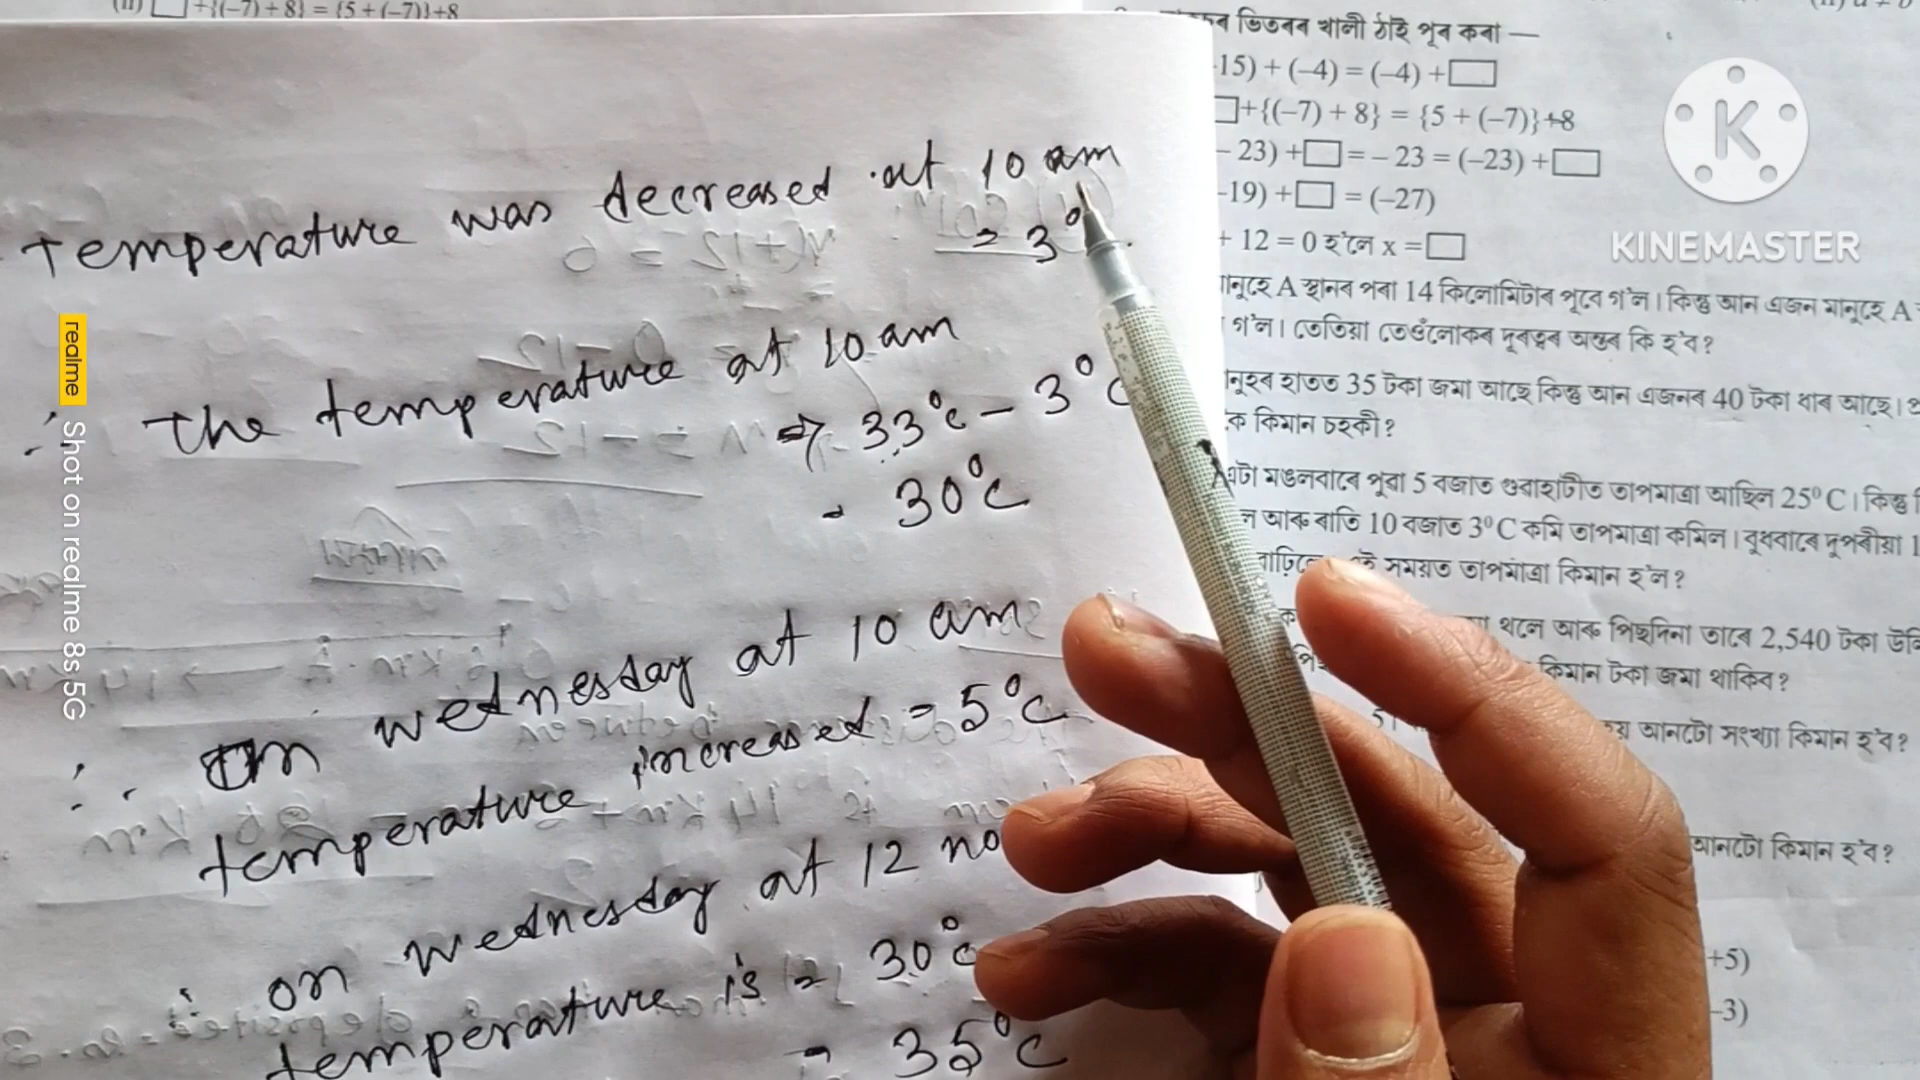 +{(−7) + 8} = {5 + (−7)}+8
Temperature was decreased at 10 am
= 3°
∴ The temperature at 10 am
⇒ 33°c − 3°c
= 30°c
∴ On wednesday at 10 am
temperature increased = 5°c
∴ on wednesday at 12 no
temperature is = 30°c
= 35°c
ভিতৰৰ খালী ঠাই পূৰ কৰা —
15) + (−4) = (−4) + □
□+{(−7) + 8} = {5 + (−7)}+8
− 23) + □ = − 23 = (−23) + □
−19) + □ = (−27)
+ 12 = 0 হ'লে x = □
মানুহে A স্থানৰ পৰা 14 কিলোমিটাৰ পূবে গ'ল। কিন্তু আন এজন মানুহে A
গ'ল। তেতিয়া তেওঁলোকৰ দূৰত্বৰ অন্তৰ কি হ'ব?
মানুহৰ হাতত 35 টকা জমা আছে কিন্তু আন এজনৰ 40 টকা ধাৰ আছে।
কিমান চহকী?
এটা মঙলবাৰে পুৱা 5 বজাত গুৱাহাটীত তাপমাত্ৰা আছিল 25⁰ C। কিন্তু
আৰু ৰাতি 10 বজাত 3⁰ C কমি তাপমাত্ৰা কমিল। বুধবাৰে দুপৰীয়া 1
সময়ত তাপমাত্ৰা কিমান হ'ল?
থলে আৰু পিছদিনা তাৰে 2,540 টকা
কিমান টকা জমা থাকিব?
আনটো সংখ্যা কিমান হ'ব?
আনটো কিমান হ'ব?
+5)
−3)
KINEMASTER
realme Shot on realme 8s 5G